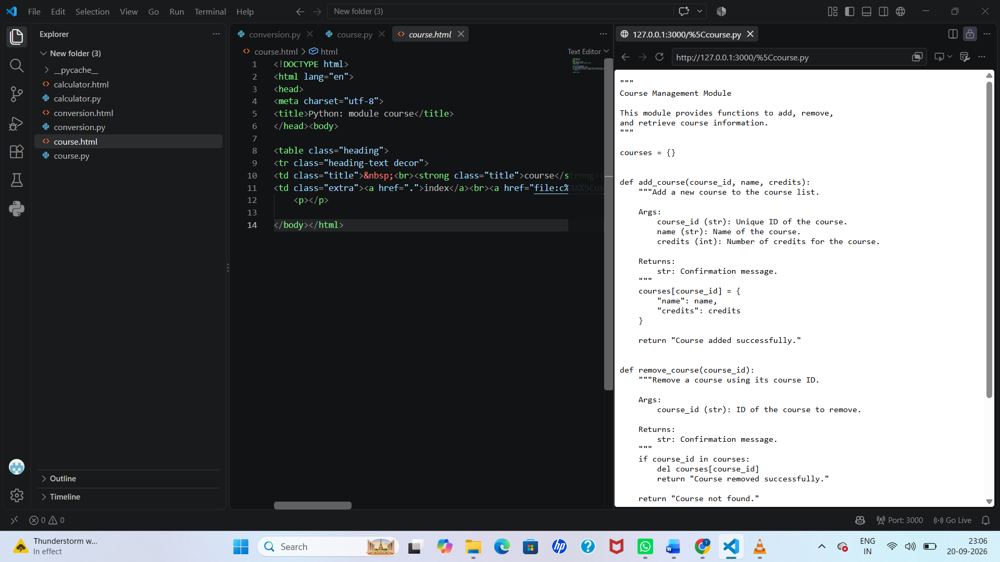 File Edit Selection View Go Run Terminal Help
New folder (3)
Explorer
New folder (3)
__pycache__
calculator.html
calculator.py
conversion.html
conversion.py
course.html
course.py
Outline
Timeline
conversion.py
course.py
course.html
course.html > html
Text Editor
1 <!DOCTYPE html>
2 <html lang="en">
3 <head>
4 <meta charset="utf-8">
5 <title>Python: module course</title>
6 </head><body>
7
8 <table class="heading">
9 <tr class="heading-text decor">
10 <td class="title">&nbsp;<br><strong class="title">course</strong><
11 <td class="extra"><a href=".">index</a><br><a href="file:c%3A%5Cus
12 <p></p>
13
14 </body></html>
127.0.0.1:3000/%5Ccourse.py
http://127.0.0.1:3000/%5Ccourse.py
"""
Course Management Module
This module provides functions to add, remove,
and retrieve course information.
"""
courses = {}
def add_course(course_id, name, credits):
"""Add a new course to the course list.
Args:
course_id (str): Unique ID of the course.
name (str): Name of the course.
credits (int): Number of credits for the course.
Returns:
str: Confirmation message.
"""
courses[course_id] = {
"name": name,
"credits": credits
}
return "Course added successfully."
def remove_course(course_id):
"""Remove a course using its course ID.
Args:
course_id (str): ID of the course to remove.
Returns:
str: Confirmation message.
"""
if course_id in courses:
del courses[course_id]
return "Course removed successfully."
return "Course not found."
0 0
Port: 3000
Go Live
Thunderstorm w...
In effect
Search
hp
ENG
IN
23:06
20-09-2026